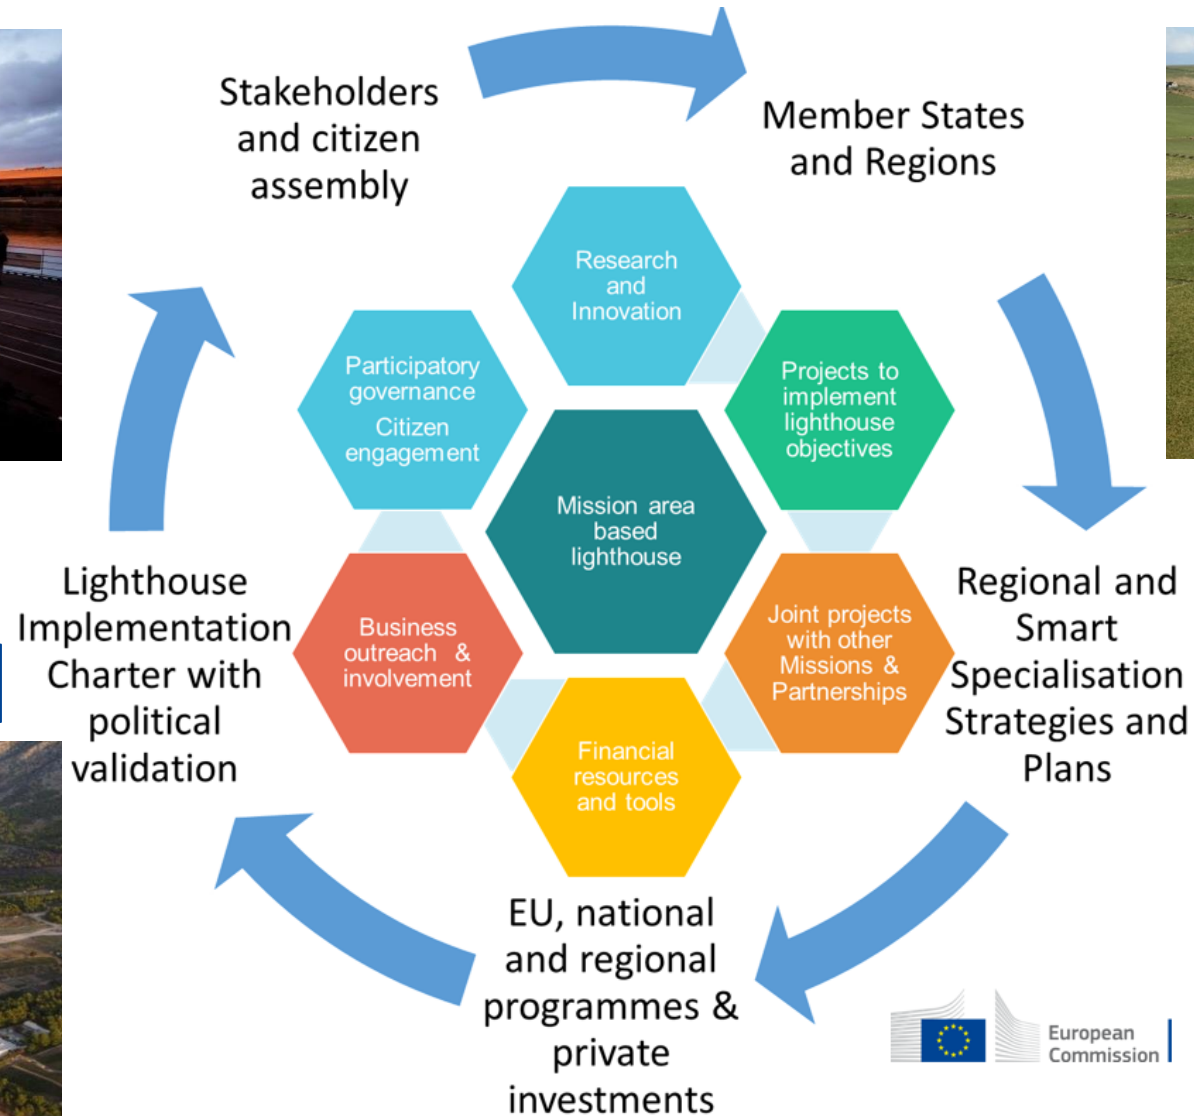 Stakeholders
and citizen
assembly
Member States
and Regions
Research
and
Innovation
Participatory
governance
Citizen
engagement
Projects to
implement
lighthouse
objectives
Mission area
based
lighthouse
Lighthouse
Implementation
Charter with
political
validation
Business
outreach &
involvement
Joint projects
with other
Missions &
Partnerships
Regional and
Smart
Specialisation
Strategies and
Plans
Financial
resources
and tools
EU, national
and regional
programmes &
private
investments
European
Commission